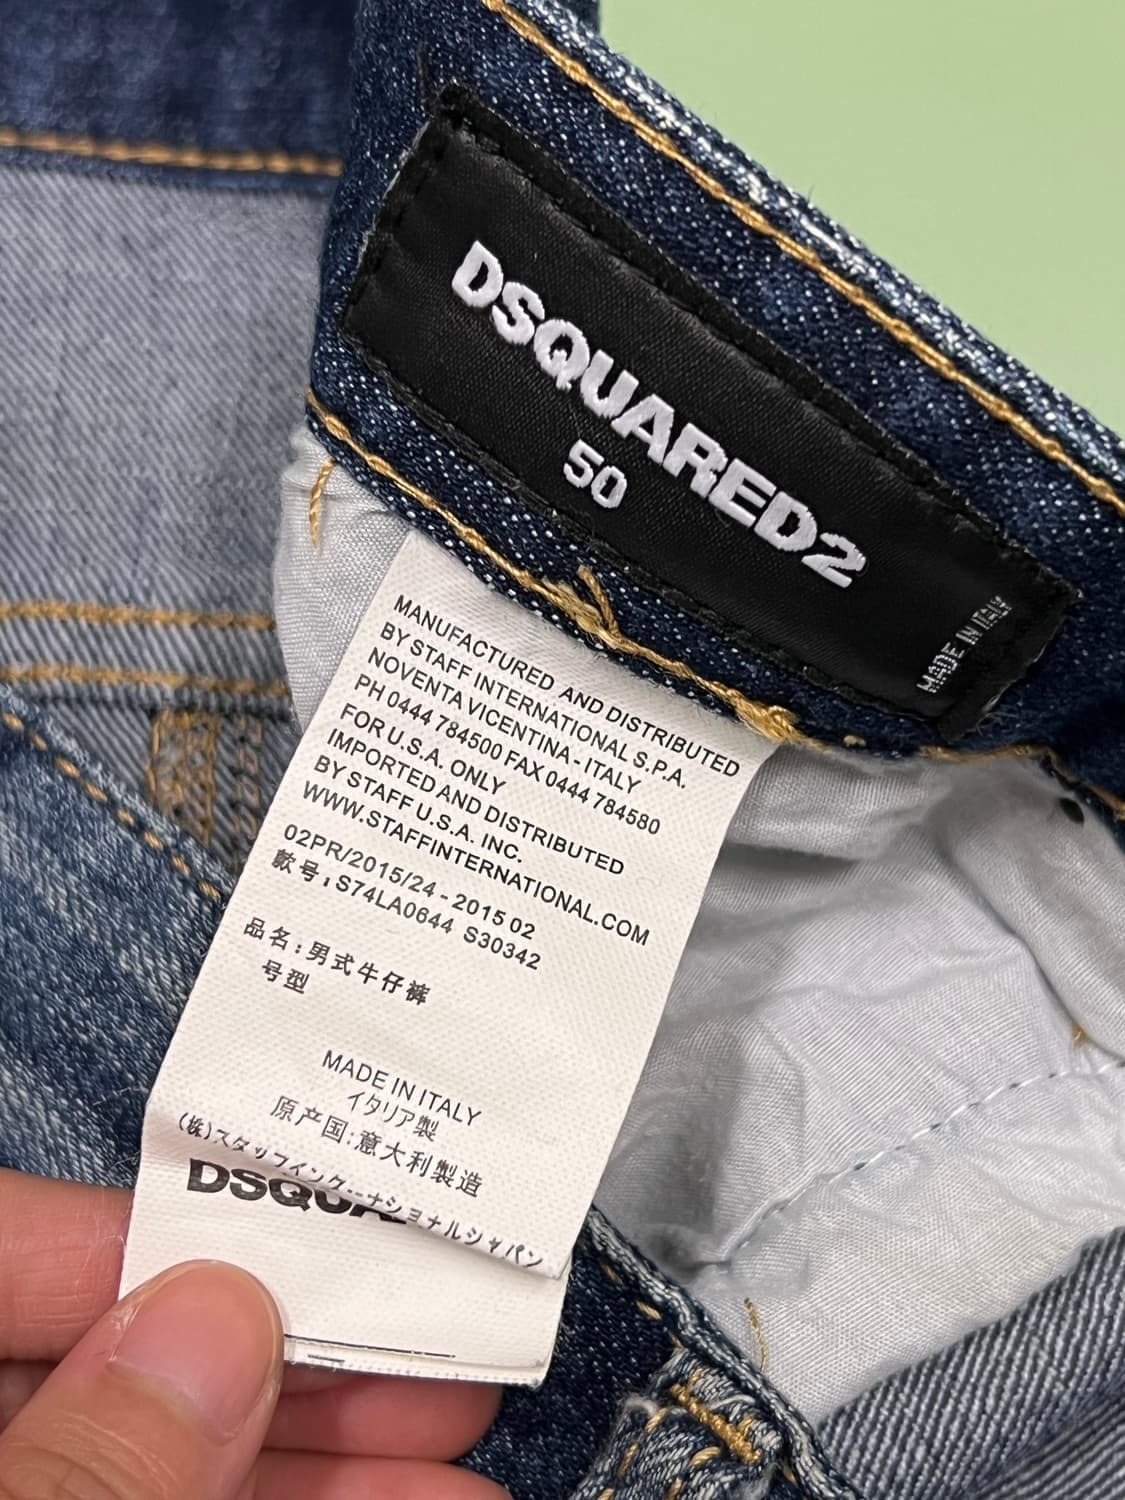 DSQUARED2
50
MADE IN ITALY
MANUFACTURED AND DISTRIBUTED
BY STAFF INTERNATIONAL S.P.A.
NOVENTA VICENTINA - ITALY
PH 0444 784500 FAX 0444 784580
FOR U.S.A. ONLY
IMPORTED AND DISTRIBUTED
BY STAFF U.S.A. INC.
WWW.STAFFINTERNATIONAL.COM
02PR/2015/24 - 2015 02
款号: S74LA0644 S30342
品名: 男式牛仔裤
号型
MADE IN ITALY
イタリア製
原产国: 意大利製造
(株)スタッフインターナショナルジャパン